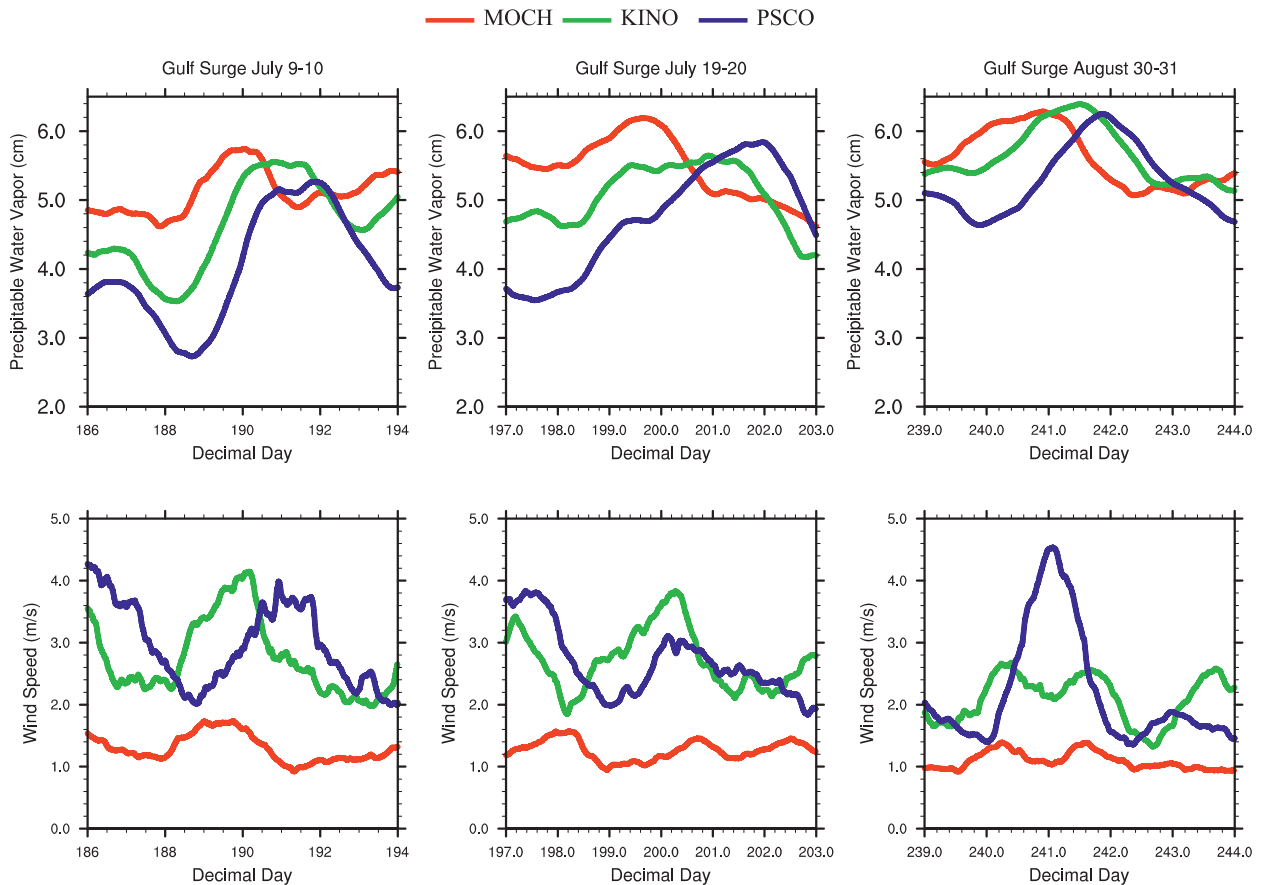 MOCH KINO PSCO
Gulf Surge July 9-10
Precipitable Water Vapor (cm)
6.0
5.0
4.0
3.0
2.0
186 188 190 192 194
Decimal Day
Gulf Surge July 19-20
Precipitable Water Vapor (cm)
6.0
5.0
4.0
3.0
2.0
197.0 198.0 199.0 200.0 201.0 202.0 203.0
Decimal Day
Gulf Surge August 30-31
Precipitable Water Vapor (cm)
6.0
5.0
4.0
3.0
2.0
239.0 240.0 241.0 242.0 243.0 244.0
Decimal Day
Wind Speed (m/s)
5.0
4.0
3.0
2.0
1.0
0.0
186 188 190 192 194
Decimal Day
Wind Speed (m/s)
5.0
4.0
3.0
2.0
1.0
0.0
197.0 198.0 199.0 200.0 201.0 202.0 203.0
Decimal Day
Wind Speed (m/s)
5.0
4.0
3.0
2.0
1.0
0.0
239.0 240.0 241.0 242.0 243.0 244.0
Decimal Day